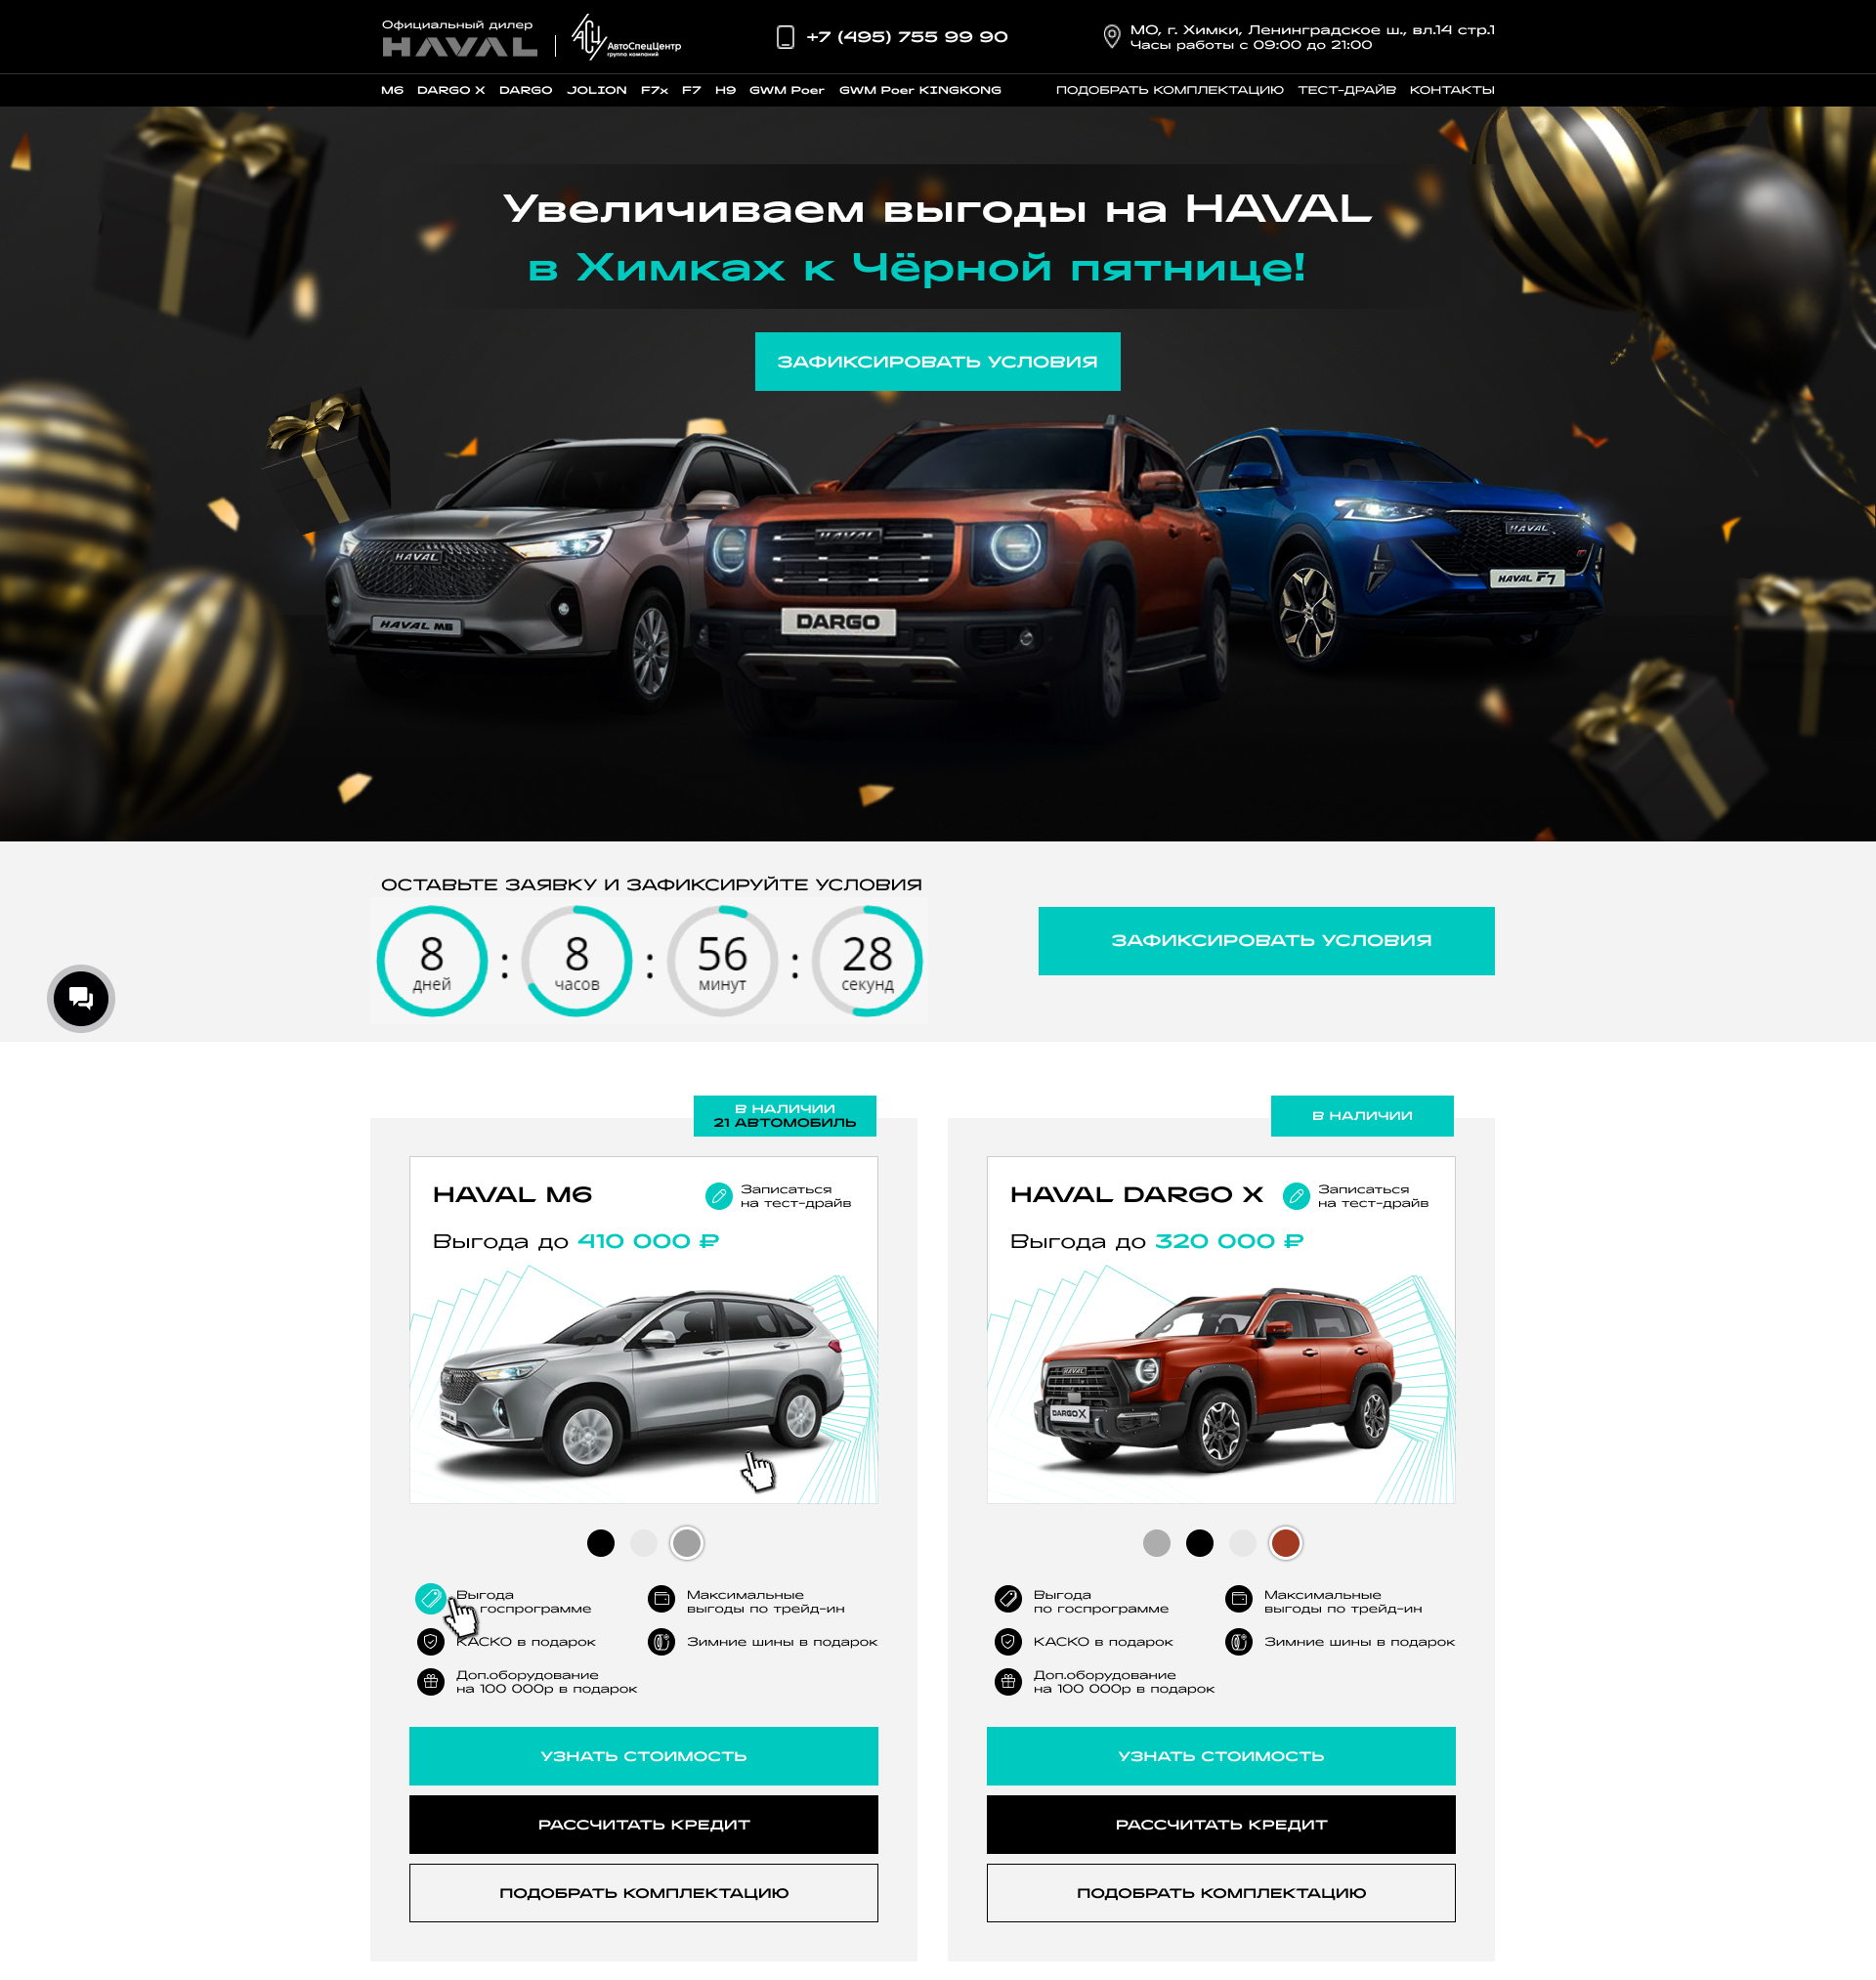 Официальный дилер
HAVAL
АСЦ
АвтоСпецЦентр
группа компаний
+7 (495) 755 99 90
МО, г. Химки, Ленинградское ш., вл.14 стр.1
Часы работы с 09:00 до 21:00
M6 DARGO X DARGO JOLION F7x F7 H9 GWM Poer GWM Poer KINGKONG
ПОДОБРАТЬ КОМПЛЕКТАЦИЮ ТЕСТ-ДРАЙВ КОНТАКТЫ
Увеличиваем выгоды на HAVAL
в Химках к Чёрной пятнице!
ЗАФИКСИРОВАТЬ УСЛОВИЯ
HAVAL
HAVAL M6
HAVAL
DARGO
HAVAL
HAVAL F7
ОСТАВЬТЕ ЗАЯВКУ И ЗАФИКСИРУЙТЕ УСЛОВИЯ
8 : 8 : 56 : 28
дней часов минут секунд
ЗАФИКСИРОВАТЬ УСЛОВИЯ
В НАЛИЧИИ
21 АВТОМОБИЛЬ
HAVAL M6
Записаться
на тест-драйв
Выгода до 410 000 ₽
Выгода
госпрограмме
Максимальные
выгоды по трейд-ин
КАСКО в подарок
Зимние шины в подарок
Доп.оборудование
на 100 000р в подарок
УЗНАТЬ СТОИМОСТЬ
РАССЧИТАТЬ КРЕДИТ
ПОДОБРАТЬ КОМПЛЕКТАЦИЮ
В НАЛИЧИИ
HAVAL DARGO X
Записаться
на тест-драйв
Выгода до 320 000 ₽
HAVAL
DARGO X
Выгода
по госпрограмме
Максимальные
выгоды по трейд-ин
КАСКО в подарок
Зимние шины в подарок
Доп.оборудование
на 100 000р в подарок
УЗНАТЬ СТОИМОСТЬ
РАССЧИТАТЬ КРЕДИТ
ПОДОБРАТЬ КОМПЛЕКТАЦИЮ